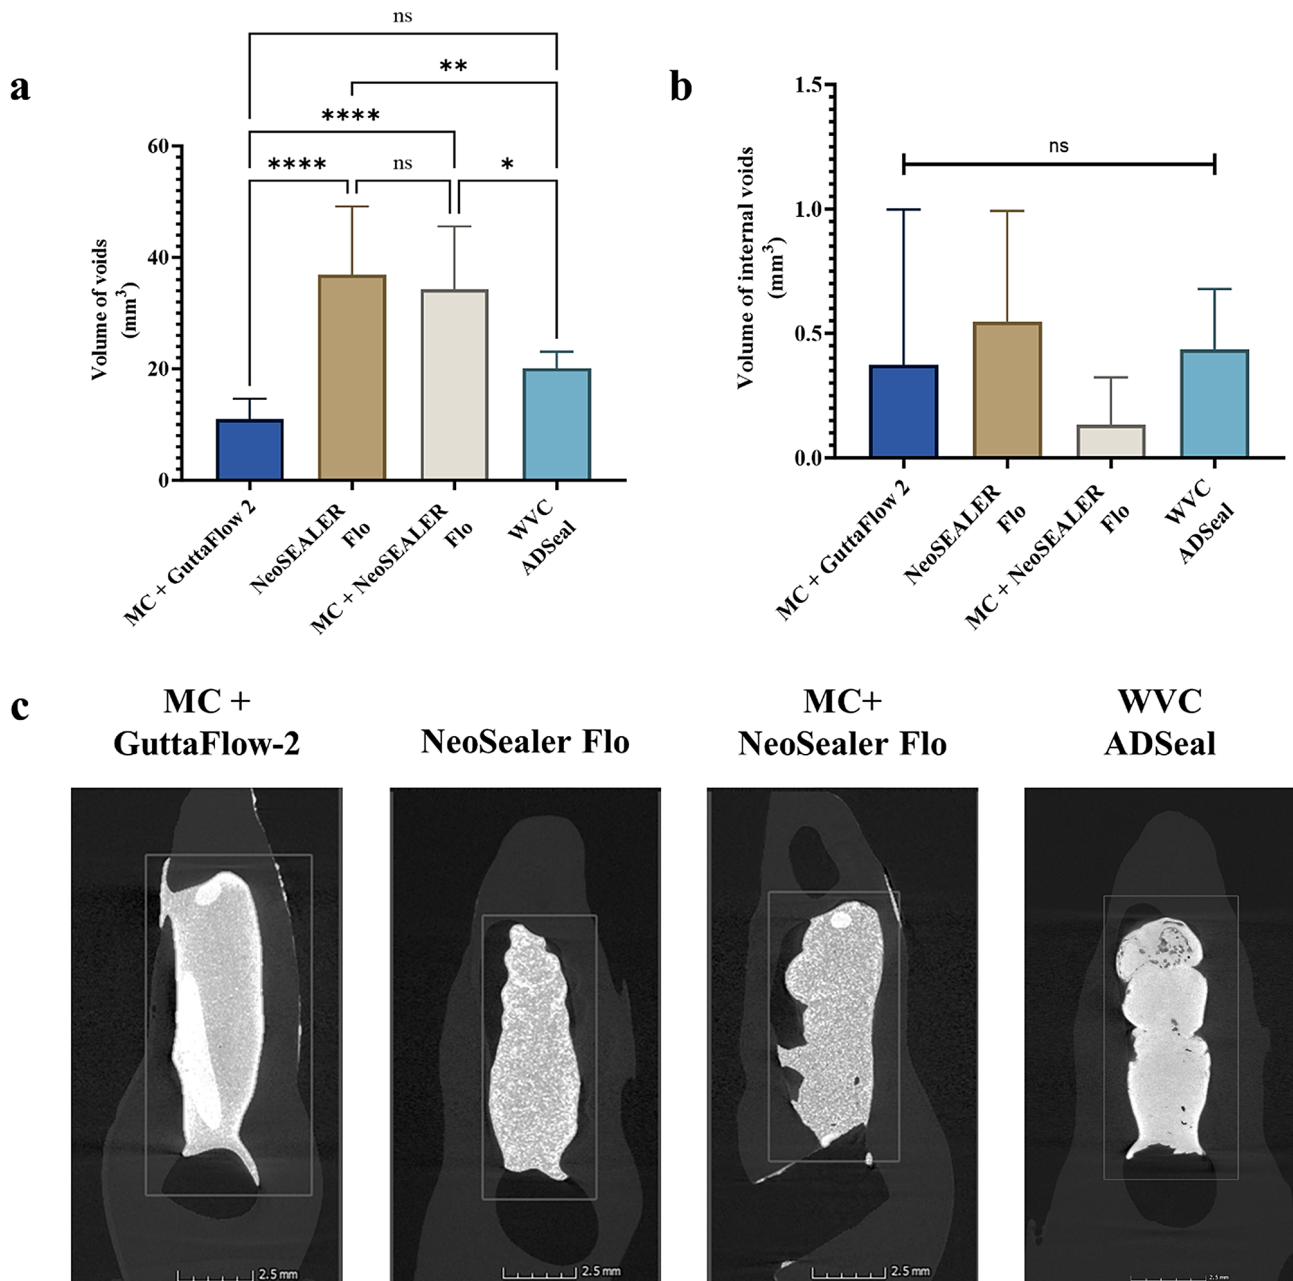 a
ns
**
****
****
ns
*
Volume of voids
(mm³)
60
40
20
0
MC + GuttaFlow 2
NeoSEALER
Flo
MC + NeoSEALER
Flo
WVC
ADSeal
b
ns
Volume of internal voids
(mm³)
1.5
1.0
0.5
0.0
MC + GuttaFlow 2
NeoSEALER
Flo
MC + NeoSEALER
Flo
WVC
ADSeal
c
MC +
GuttaFlow-2
NeoSealer Flo
MC+
NeoSealer Flo
WVC
ADSeal
2.5 mm
2.5 mm
2.5 mm
2.5 mm